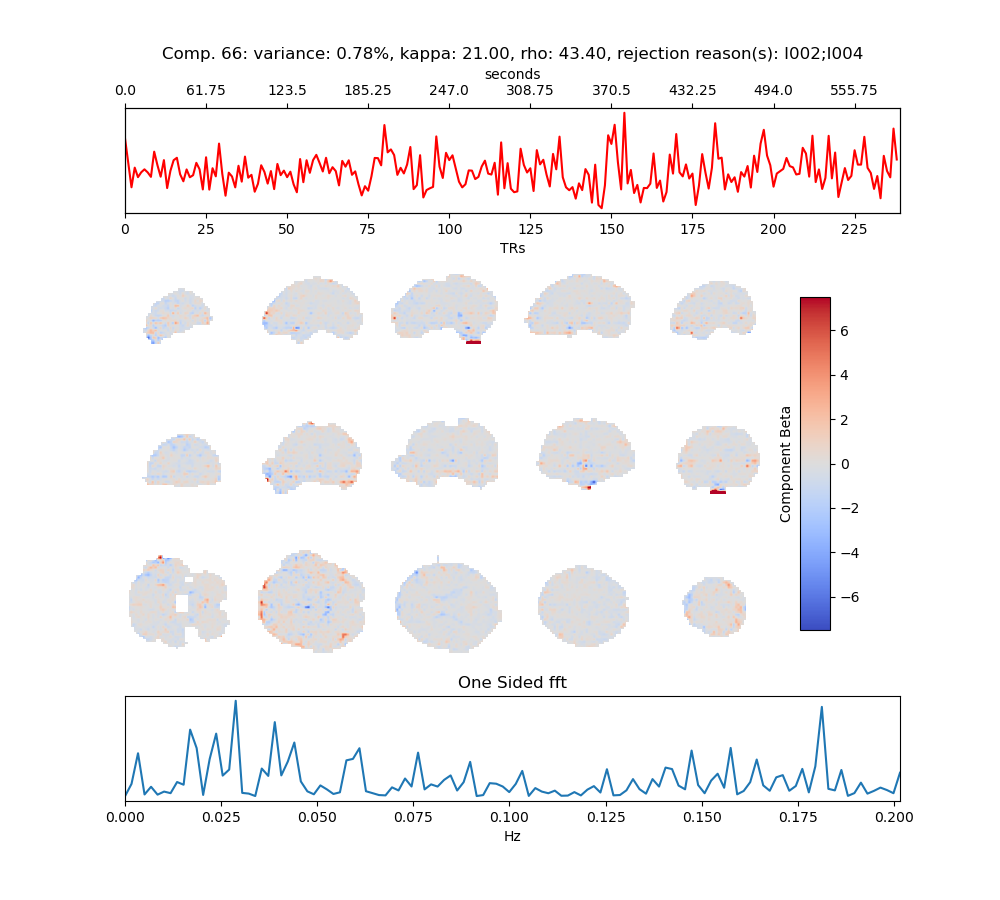 Comp. 66: variance: 0.78%, kappa: 21.00, rho: 43.40, rejection reason(s): I002;I004
seconds
0.0 61.75 123.5 185.25 247.0 308.75 370.5 432.25 494.0 555.75
0 25 50 75 100 125 150 175 200 225
TRs
6
4
2
0
−2
−4
−6
Component Beta
One Sided fft
0.000 0.025 0.050 0.075 0.100 0.125 0.150 0.175 0.200
Hz